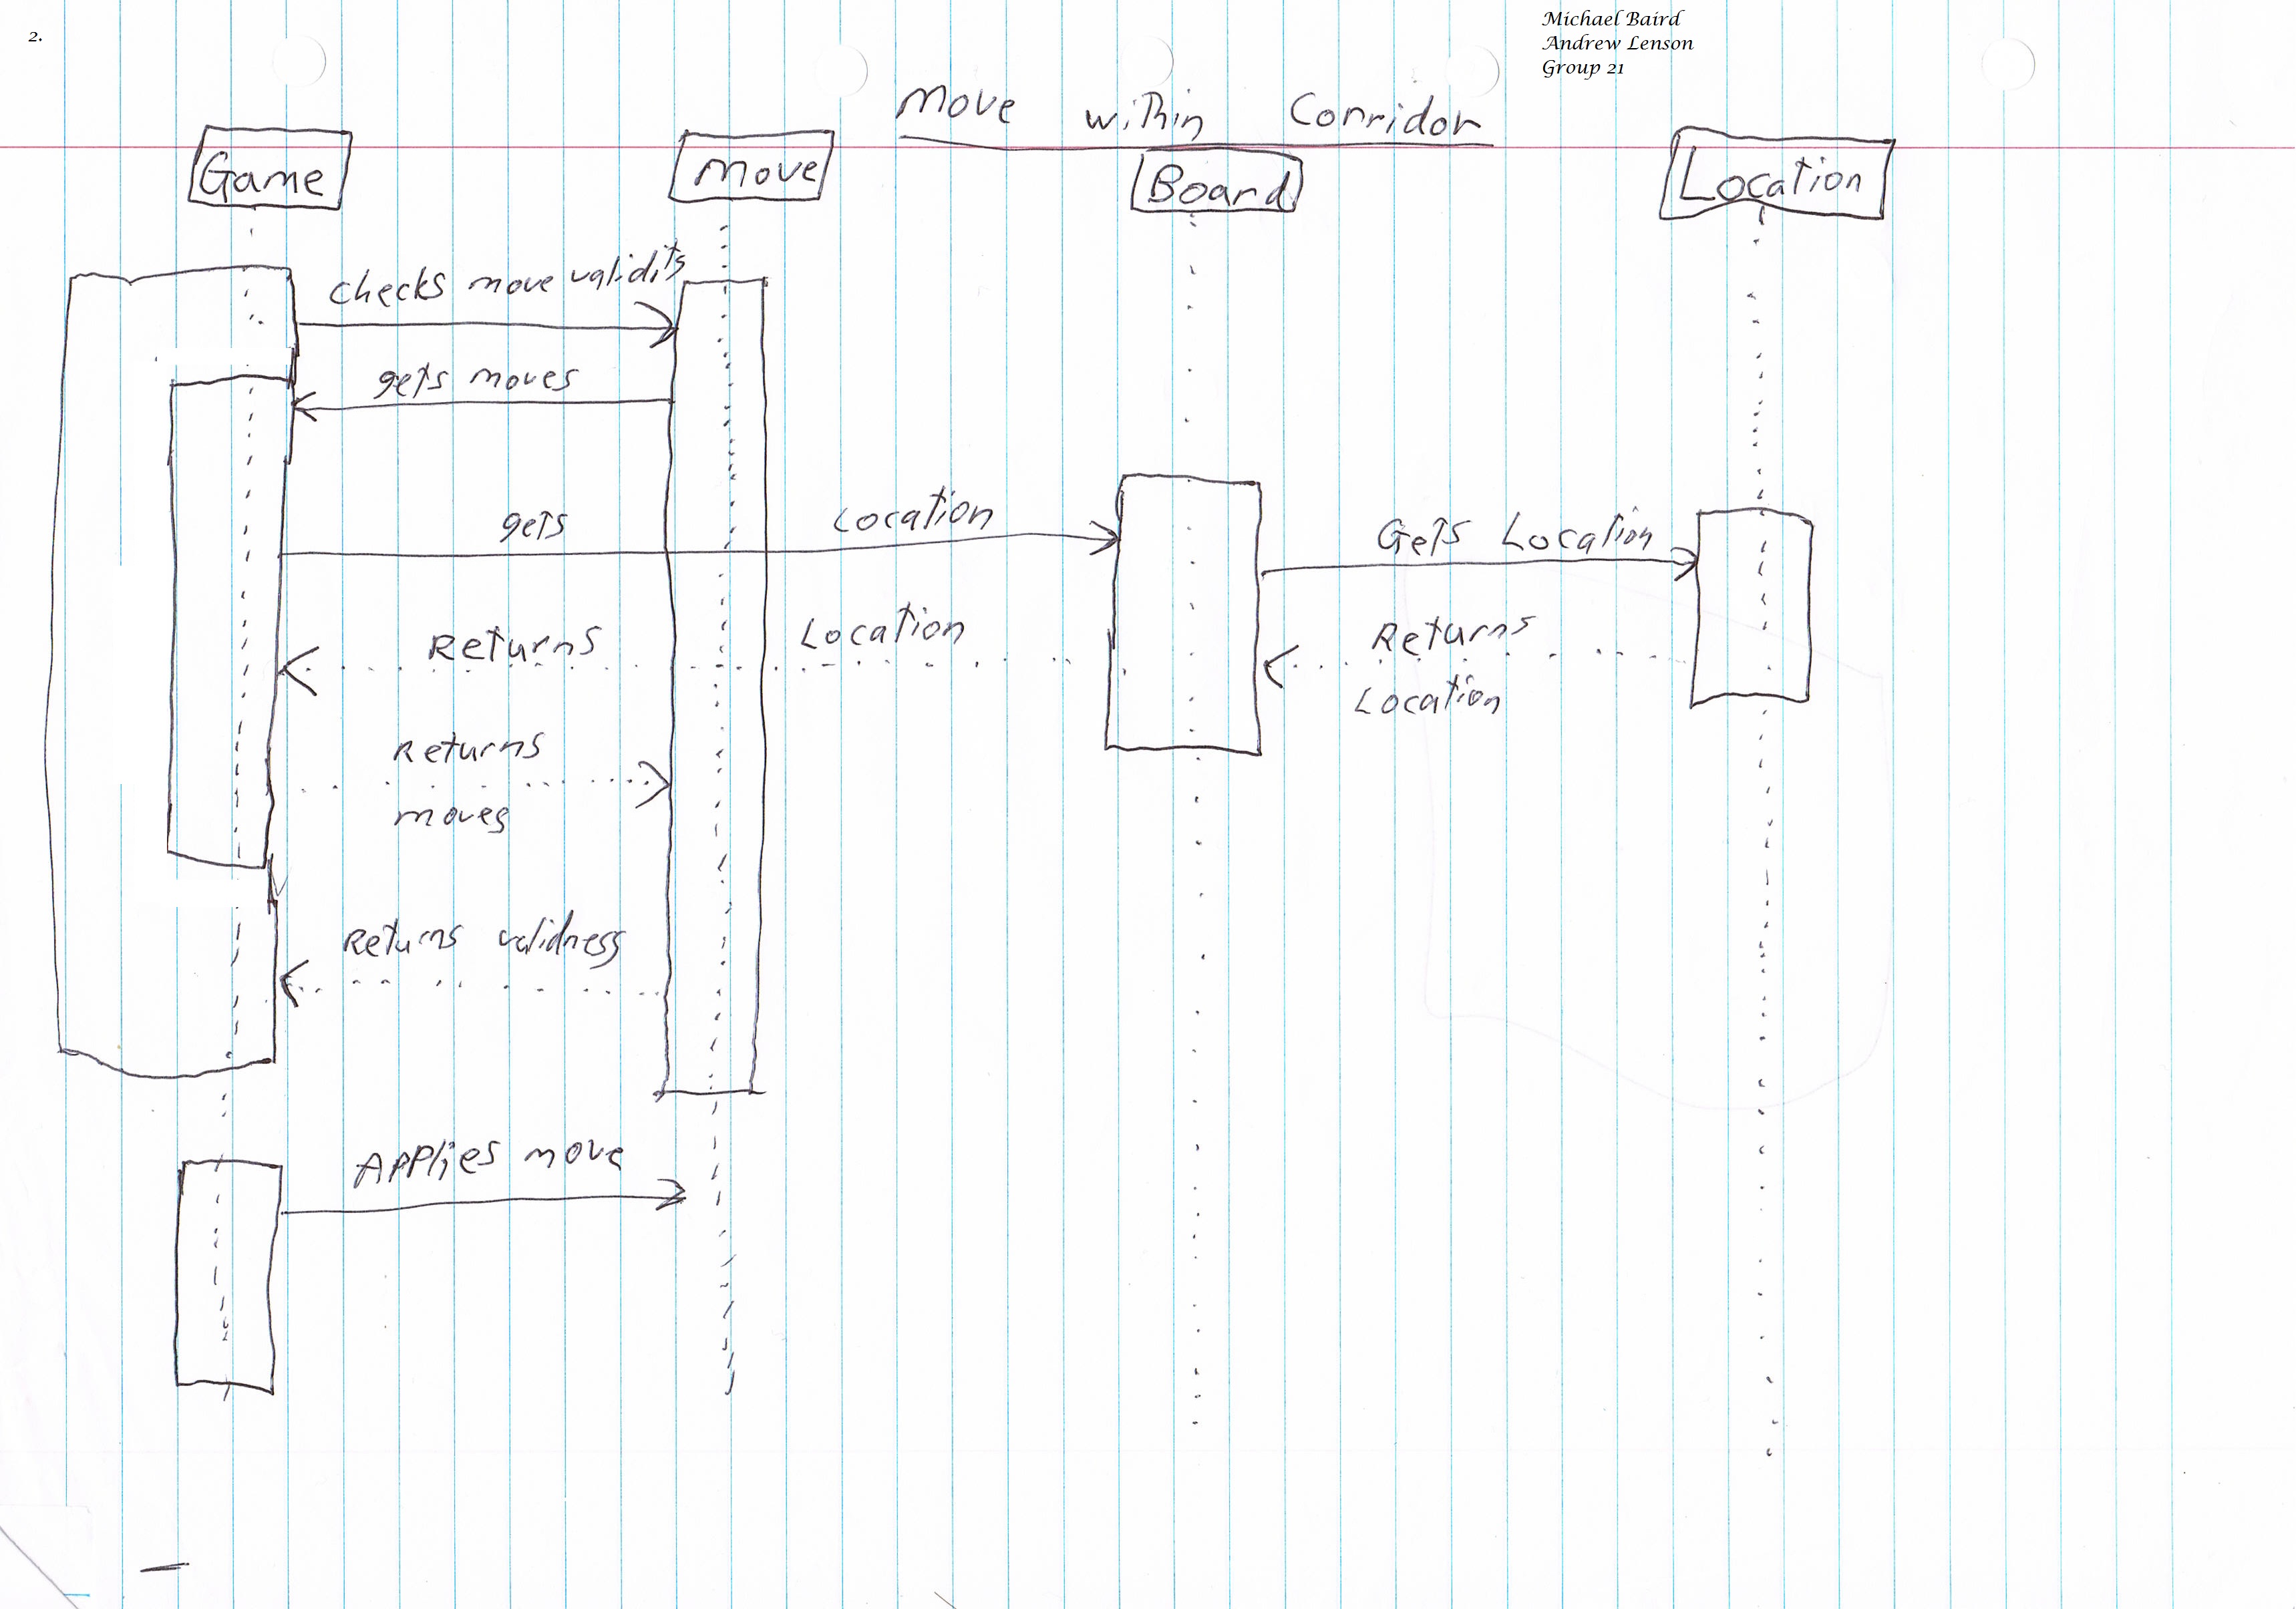 2.
Michael Baird
Andrew Lenson
Group 21
Move within Corridor
Game
Move
Board
Location
checks move validity
gets moves
gets Location
Gets Location
Returns Location
Returns
Location
Returns
moves
Returns validness
Applies move